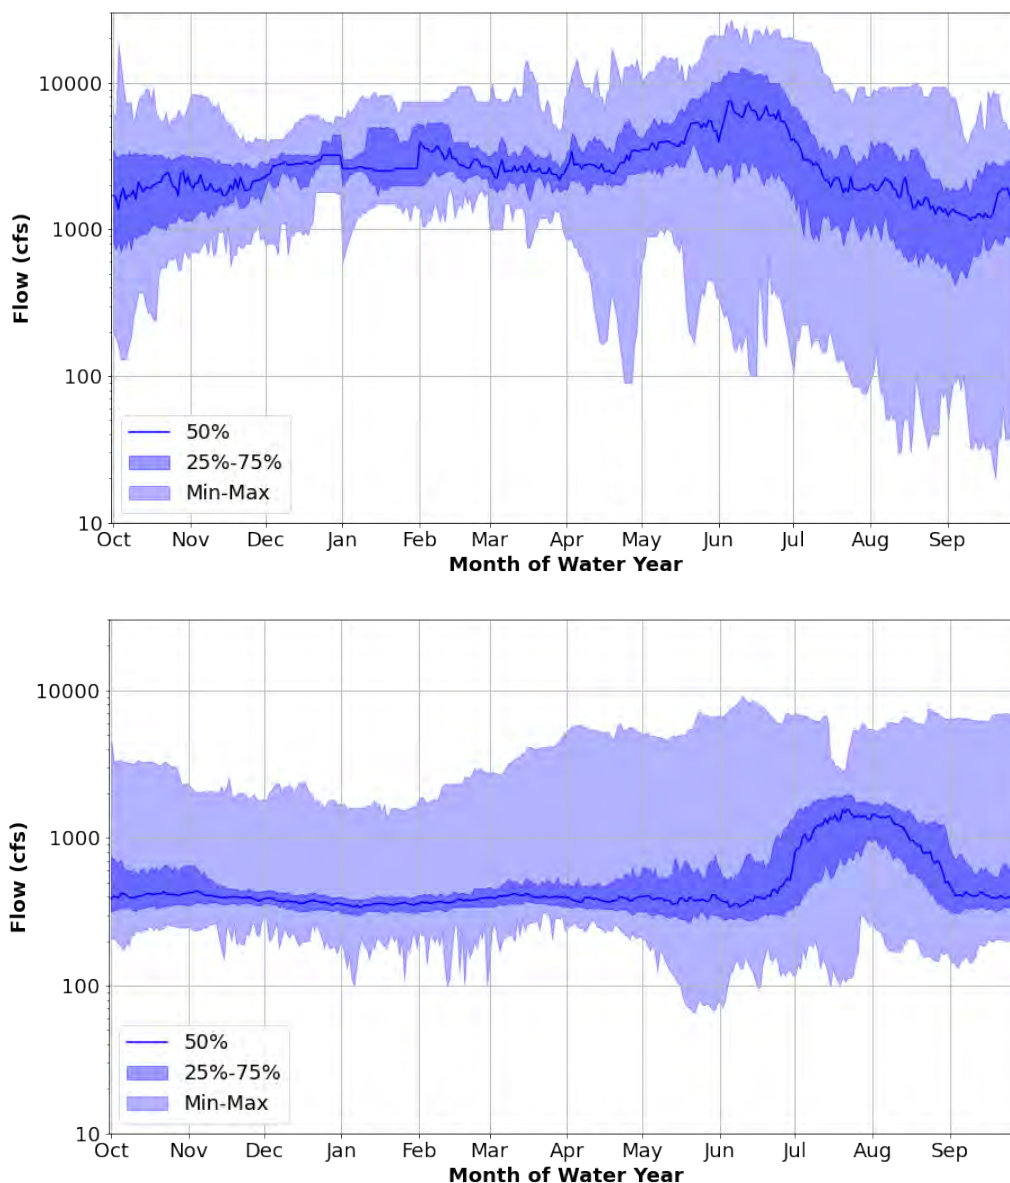 10000
1000
100
10
Flow (cfs)
50%
25%-75%
Min-Max
Oct Nov Dec Jan Feb Mar Apr May Jun Jul Aug Sep
Month of Water Year
10000
1000
100
10
Flow (cfs)
50%
25%-75%
Min-Max
Oct Nov Dec Jan Feb Mar Apr May Jun Jul Aug Sep
Month of Water Year